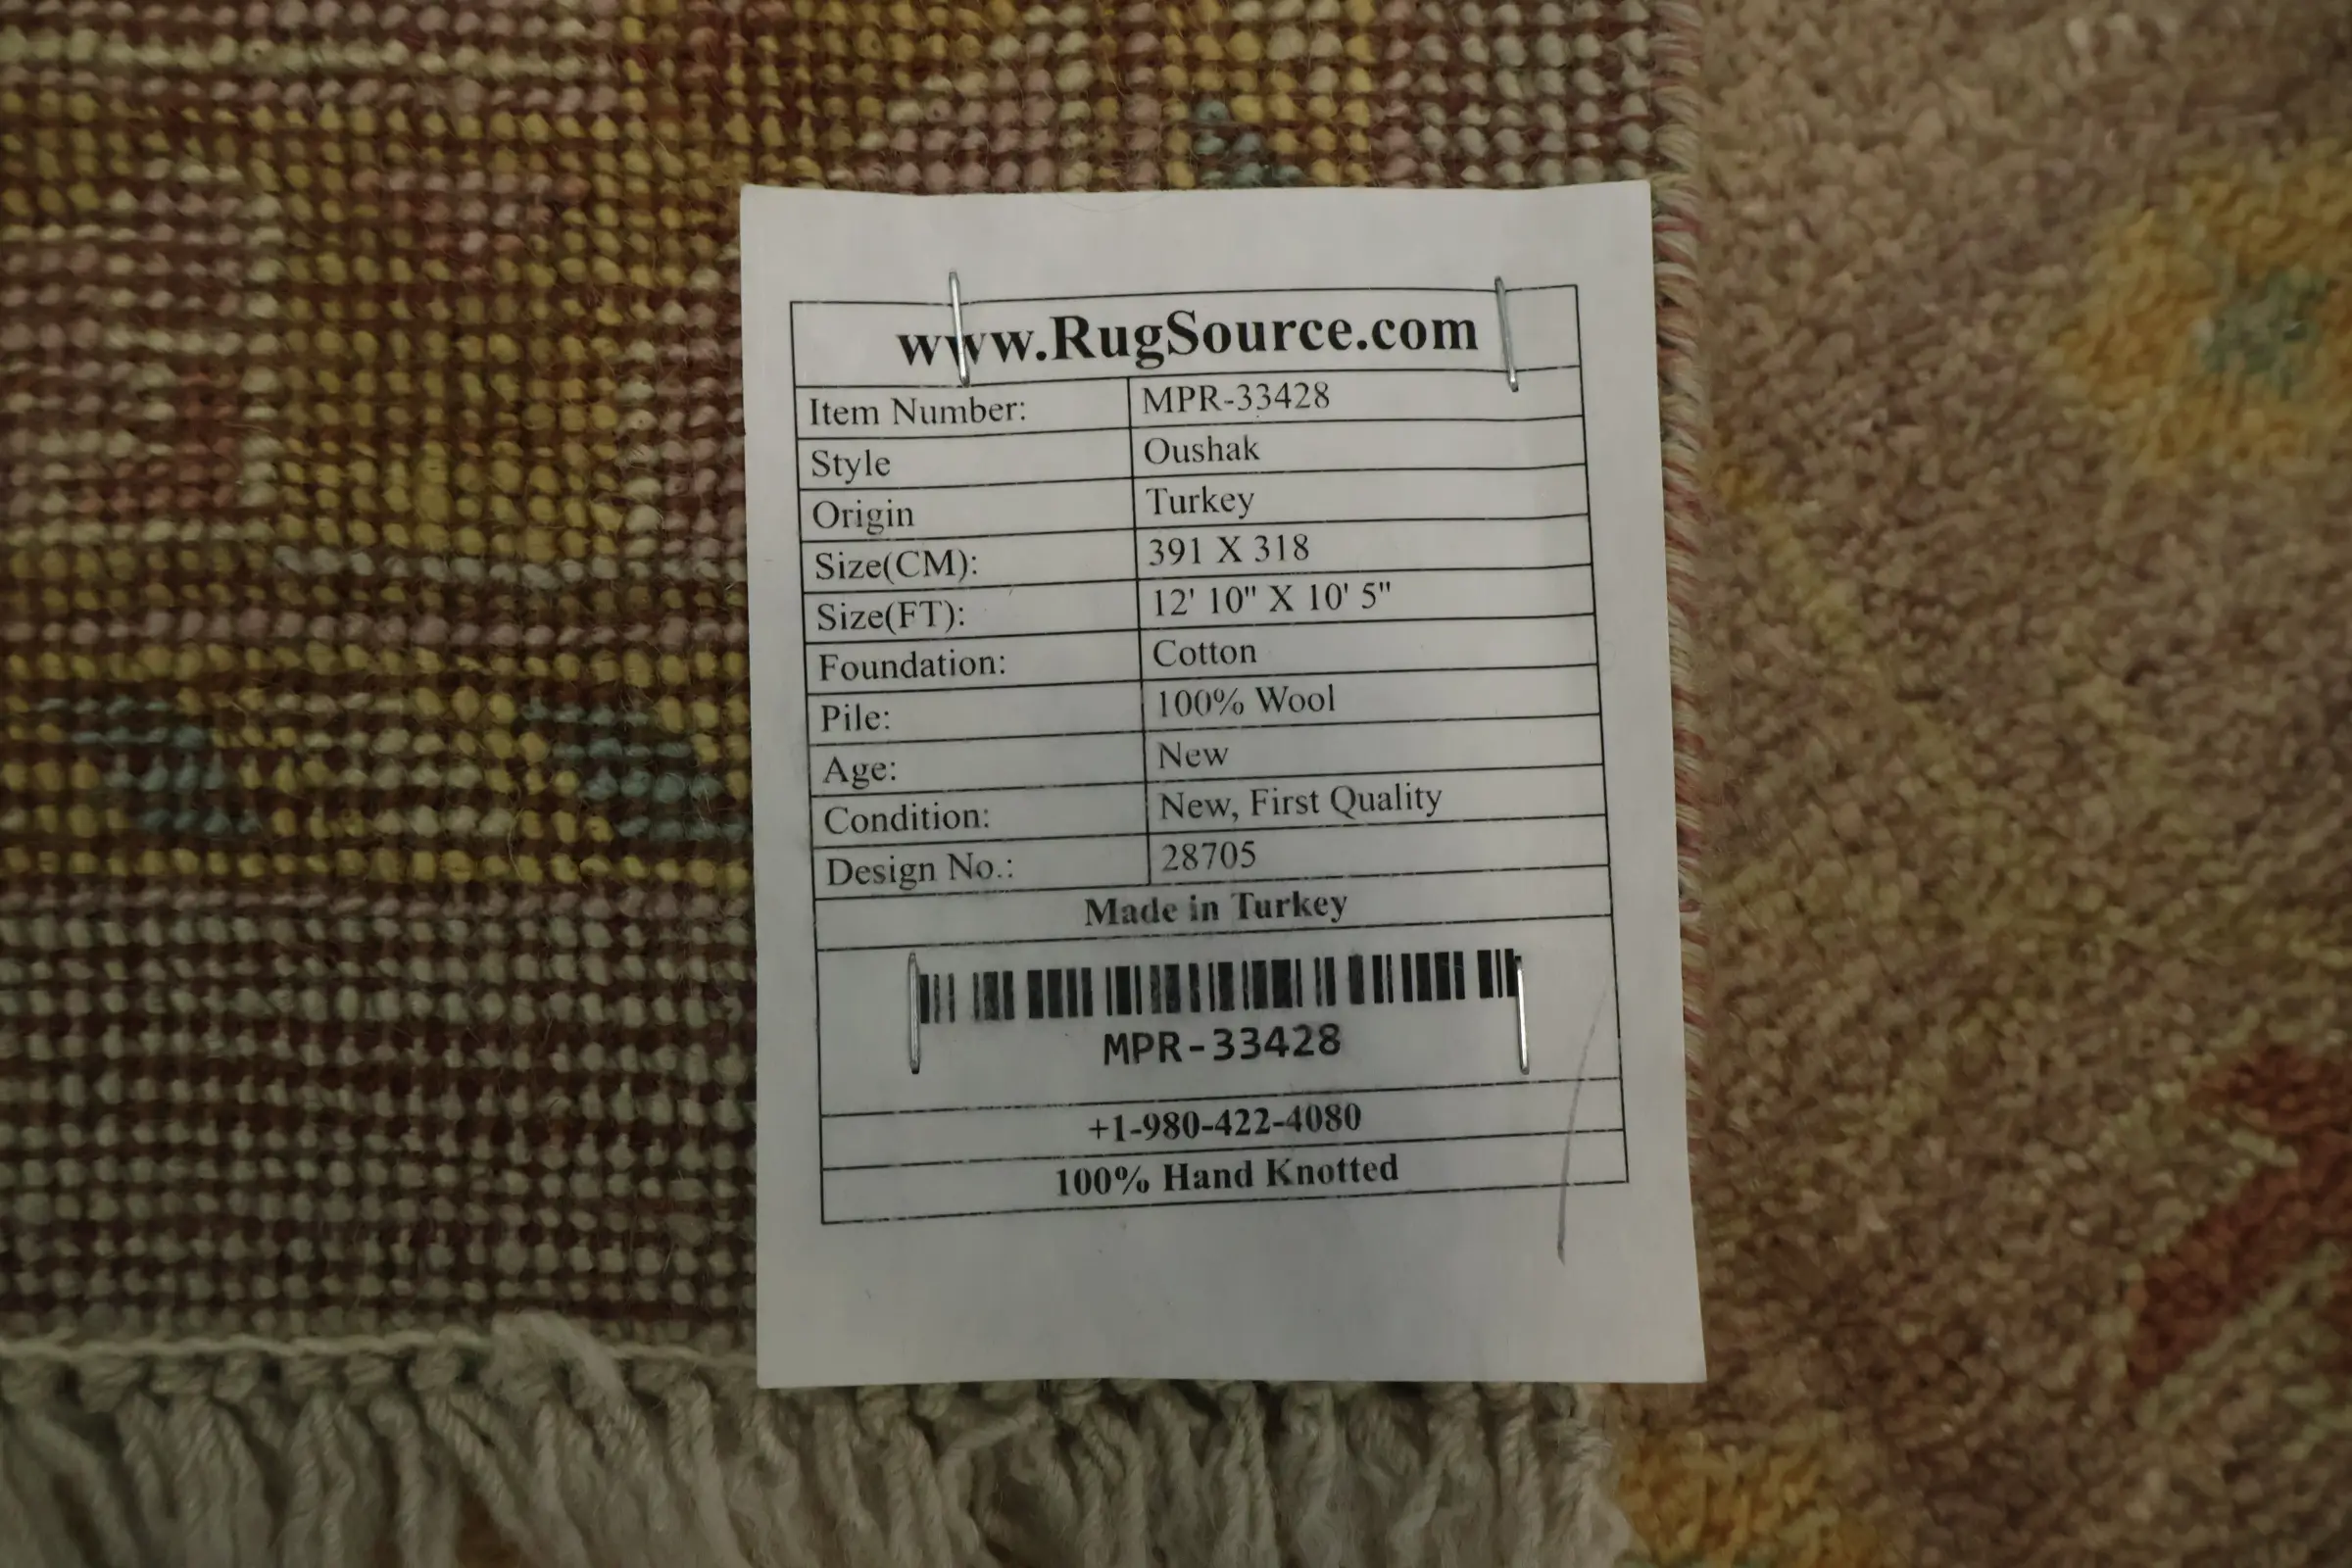 www.RugSource.com
Item Number: MPR-33428
Style Oushak
Origin Turkey
Size(CM): 391 X 318
Size(FT): 12' 10" X 10' 5"
Foundation: Cotton
Pile: 100% Wool
Age: New
Condition: New, First Quality
Design No.: 28705
Made in Turkey
MPR-33428
+1-980-422-4080
100% Hand Knotted